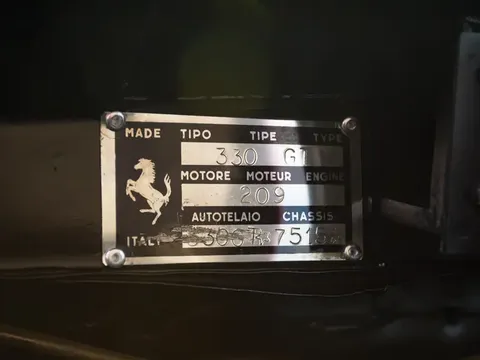 MADE TIPO TIPE TYPE
330 GT
MOTORE MOTEUR ENGINE
209
AUTOTELAIO CHASSIS
ITALY